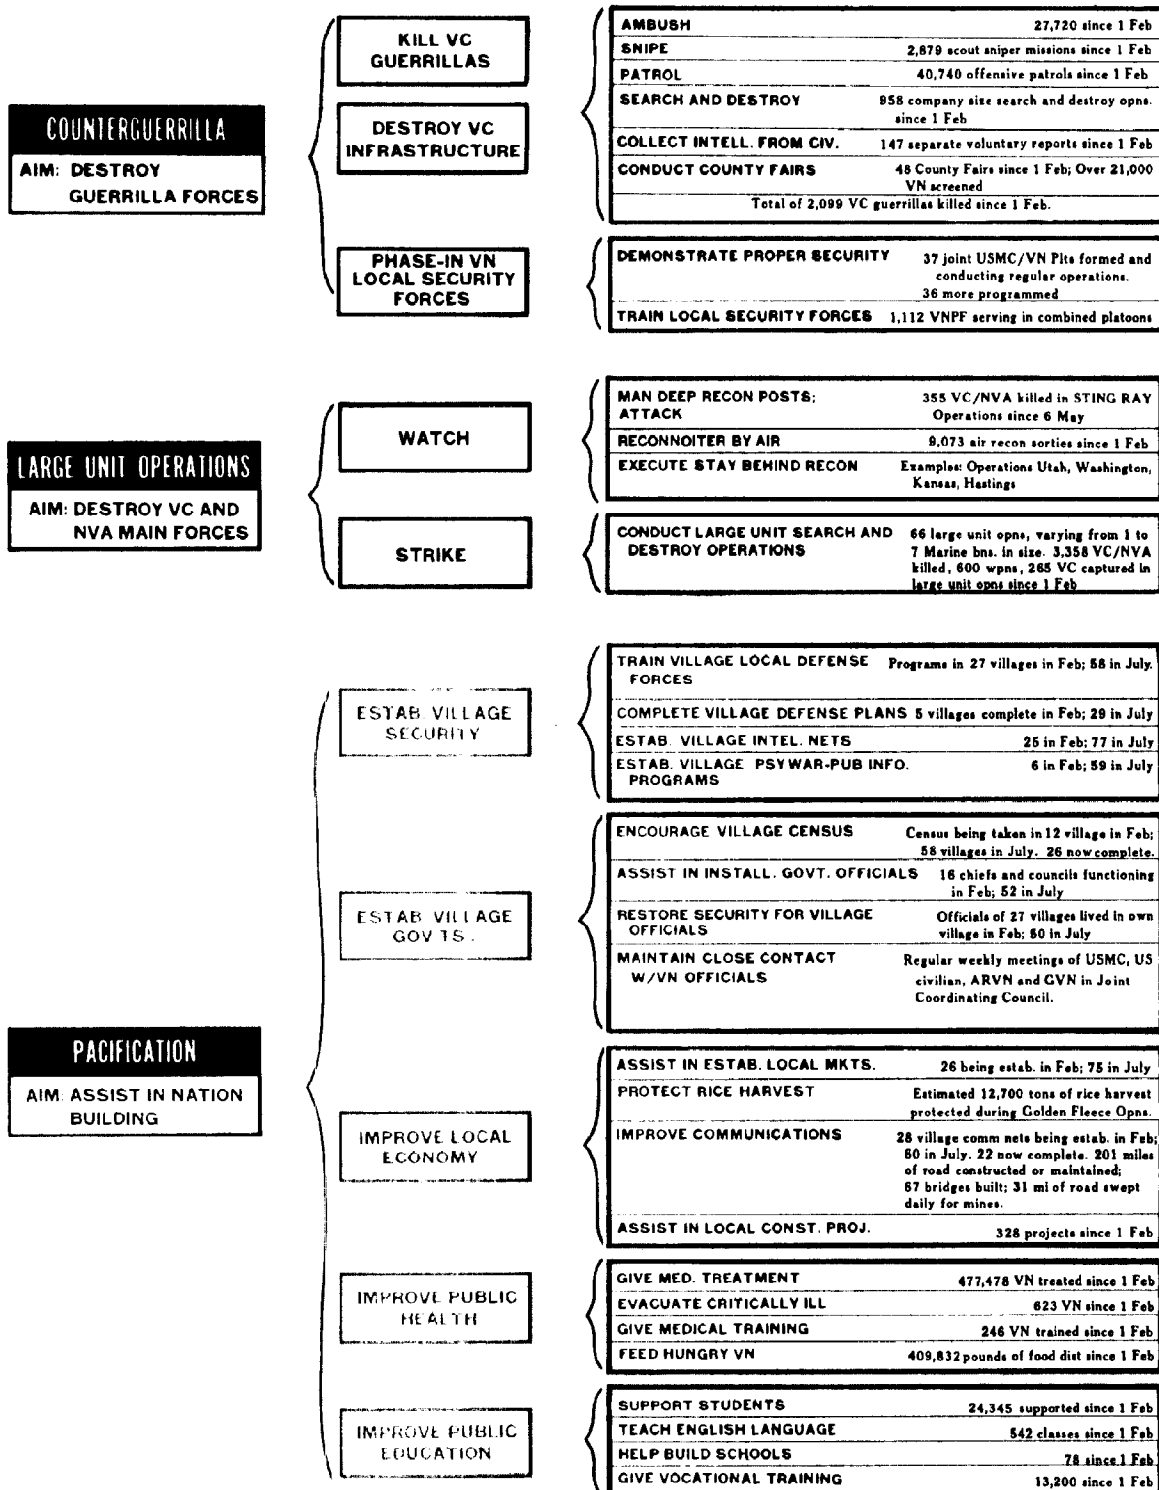 COUNTERGUERRILLA
AIM: DESTROY
GUERRILLA FORCES
KILL VC
GUERRILLAS
DESTROY VC
INFRASTRUCTURE
AMBUSH 27,720 since 1 Feb
SNIPE 2,879 scout sniper missions since 1 Feb
PATROL 40,740 offensive patrols since 1 Feb
SEARCH AND DESTROY 958 company size search and destroy opns.
since 1 Feb
COLLECT INTELL. FROM CIV. 147 separate voluntary reports since 1 Feb
CONDUCT COUNTY FAIRS 48 County Fairs since 1 Feb; Over 21,000
VN screened
Total of 2,099 VC guerrillas killed since 1 Feb.
PHASE-IN VN
LOCAL SECURITY
FORCES
DEMONSTRATE PROPER SECURITY 37 joint USMC/VN Plts formed and
conducting regular operations.
36 more programmed
TRAIN LOCAL SECURITY FORCES 1,112 VNPF serving in combined platoons
LARGE UNIT OPERATIONS
AIM: DESTROY VC AND
NVA MAIN FORCES
WATCH
MAN DEEP RECON POSTS; 355 VC/NVA killed in STING RAY
ATTACK Operations since 6 May
RECONNOITER BY AIR 9,073 air recon sorties since 1 Feb
EXECUTE STAY BEHIND RECON Examples: Operations Utah, Washington,
Kansas, Hastings
STRIKE
CONDUCT LARGE UNIT SEARCH AND 66 large unit opns, varying from 1 to
DESTROY OPERATIONS 7 Marine bns. in size. 3,358 VC/NVA
killed, 600 wpns, 265 VC captured in
large unit opns since 1 Feb
PACIFICATION
AIM: ASSIST IN NATION
BUILDING
ESTAB. VILLAGE
SECURITY
TRAIN VILLAGE LOCAL DEFENSE Programs in 27 villages in Feb; 58 in July.
FORCES
COMPLETE VILLAGE DEFENSE PLANS 5 villages complete in Feb; 29 in July
ESTAB. VILLAGE INTEL. NETS 25 in Feb; 77 in July
ESTAB. VILLAGE PSYWAR-PUB INFO. 6 in Feb; 59 in July
PROGRAMS
ESTAB. VILLAGE
GOVTS.
ENCOURAGE VILLAGE CENSUS Census being taken in 12 village in Feb;
58 villages in July. 26 now complete.
ASSIST IN INSTALL. GOVT. OFFICIALS 16 chiefs and councils functioning
in Feb; 52 in July
RESTORE SECURITY FOR VILLAGE Officials of 27 villages lived in own
OFFICIALS village in Feb; 60 in July
MAINTAIN CLOSE CONTACT Regular weekly meetings of USMC, US
W/VN OFFICIALS civilian, ARVN and GVN in Joint
Coordinating Council.
IMPROVE LOCAL
ECONOMY
ASSIST IN ESTAB. LOCAL MKTS. 26 being estab. in Feb; 75 in July
PROTECT RICE HARVEST Estimated 12,700 tons of rice harvest
protected during Golden Fleece Opns.
IMPROVE COMMUNICATIONS 28 village comm nets being estab. in Feb;
60 in July. 22 now complete. 201 miles
of road constructed or maintained;
67 bridges built; 31 mi of road swept
daily for mines.
ASSIST IN LOCAL CONST. PROJ. 328 projects since 1 Feb
IMPROVE PUBLIC
HEALTH
GIVE MED. TREATMENT 477,478 VN treated since 1 Feb
EVACUATE CRITICALLY ILL 623 VN since 1 Feb
GIVE MEDICAL TRAINING 246 VN trained since 1 Feb
FEED HUNGRY VN 409,832 pounds of food dist since 1 Feb
IMPROVE PUBLIC
EDUCATION
SUPPORT STUDENTS 24,345 supported since 1 Feb
TEACH ENGLISH LANGUAGE 542 classes since 1 Feb
HELP BUILD SCHOOLS 78 since 1 Feb
GIVE VOCATIONAL TRAINING 13,200 since 1 Feb